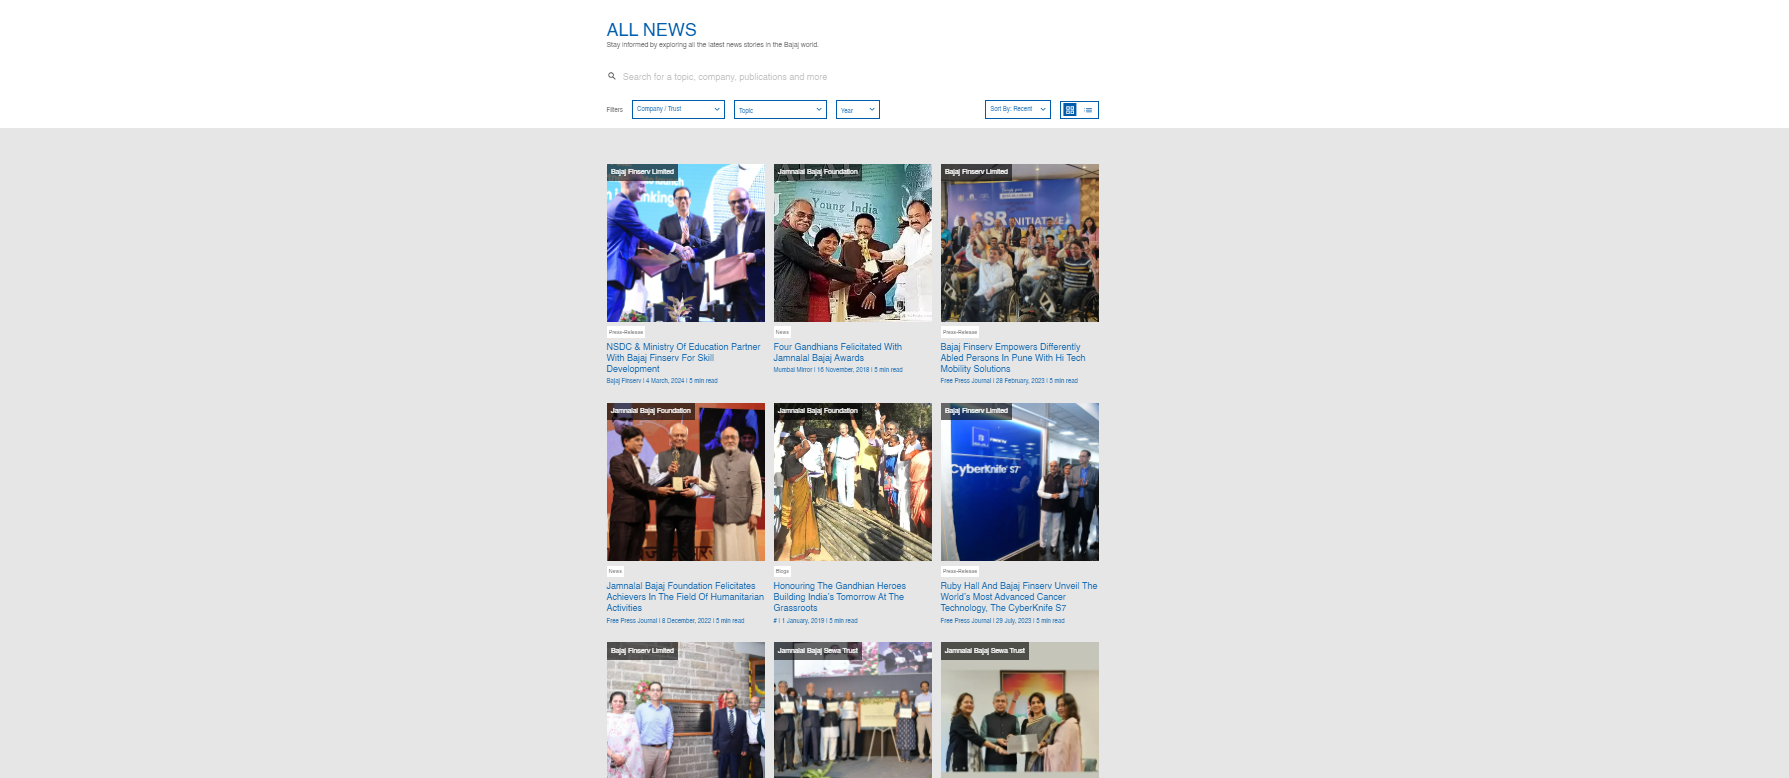 ALL NEWS
Stay informed by exploring all the latest news stories in the Bajaj world.
Search for a topic, company, publications and more
Filters
Company / Trust
Topic
Year
Sort By: Recent
Bajaj Finserv Limited
Press-Release
NSDC & Ministry Of Education Partner
With Bajaj Finserv For Skill
Development
Bajaj Finserv | 4 March, 2024 | 5 min read
Jamnalal Bajaj Foundation
Young India
News
Four Gandhians Felicitated With
Jamnalal Bajaj Awards
Mumbai Mirror | 16 November, 2018 | 5 min read
Bajaj Finserv Limited
CSR INITIATIVE
Press-Release
Bajaj Finserv Empowers Differently
Abled Persons In Pune With Hi Tech
Mobility Solutions
Free Press Journal | 28 February, 2023 | 5 min read
Jamnalal Bajaj Foundation
News
Jamnalal Bajaj Foundation Felicitates
Achievers In The Field Of Humanitarian
Activities
Free Press Journal | 8 December, 2022 | 5 min read
Jamnalal Bajaj Foundation
Blogs
Honouring The Gandhian Heroes
Building India's Tomorrow At The
Grassroots
# | 1 January, 2019 | 5 min read
Bajaj Finserv Limited
CyberKnife S7
Press-Release
Ruby Hall And Bajaj Finserv Unveil The
World's Most Advanced Cancer
Technology, The CyberKnife S7
Free Press Journal | 29 July, 2023 | 5 min read
Bajaj Finserv Limited
Jamnalal Bajaj Sewa Trust
Jamnalal Bajaj Sewa Trust